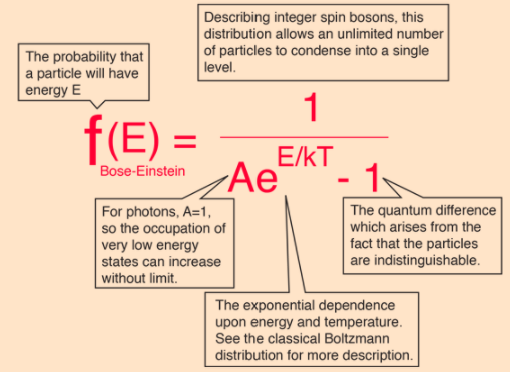 Describing integer spin bosons, this
distribution allows an unlimited number
of particles to condense into a single
level.
The probability that
a particle will have
energy E
f(E) =
Bose-Einstein
1
Ae^{E/kT} - 1
For photons, A=1,
so the occupation of
very low energy
states can increase
without limit.
The quantum difference
which arises from the
fact that the particles
are indistinguishable.
The exponential dependence
upon energy and temperature.
See the classical Boltzmann
distribution for more description.